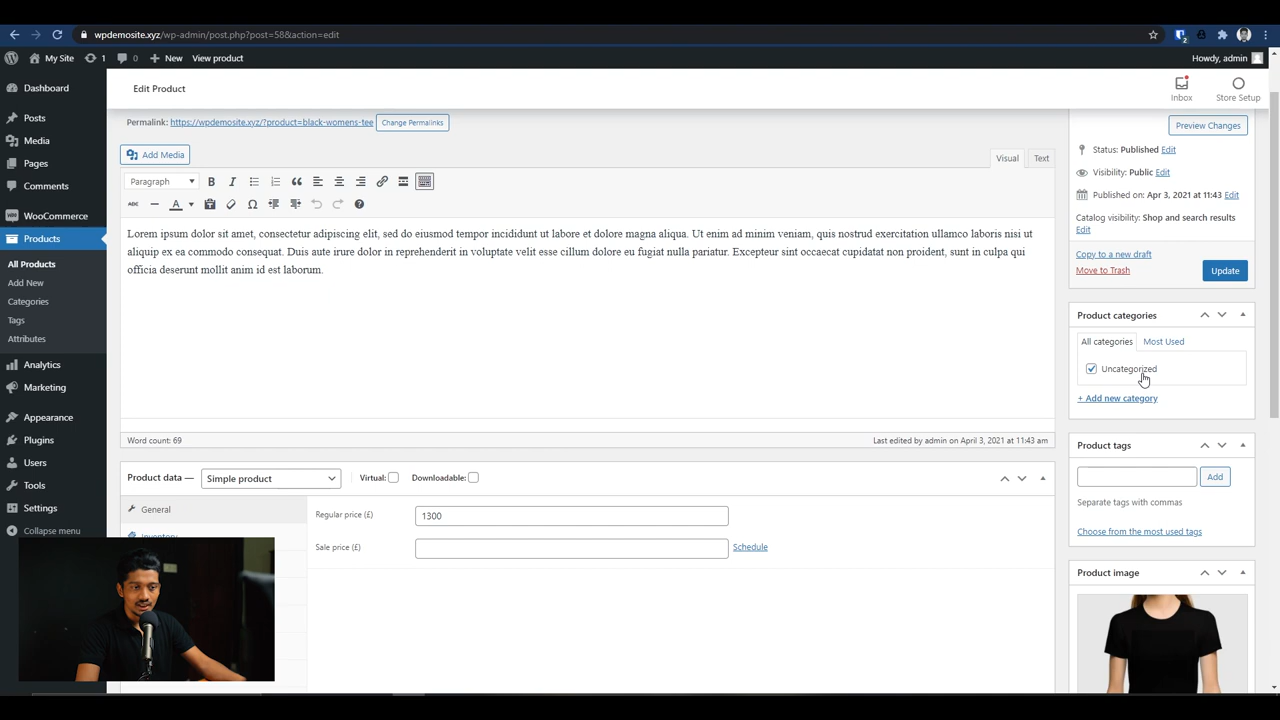 wpdemosite.xyz/wp-admin/post.php?post=58&action=edit
2
My Site
1
0
New
View product
Howdy, admin
Dashboard
Posts
Media
Pages
Comments
WooCommerce
Products
All Products
Add New
Categories
Tags
Attributes
Analytics
Marketing
Appearance
Plugins
Users
Tools
Settings
Collapse menu
Edit Product
Inbox
Store Setup
Permalink: https://wpdemosite.xyz/?product=black-womens-tee
Change Permalinks
Add Media
Visual
Text
Paragraph
B
I
ABC
A
Lorem ipsum dolor sit amet, consectetur adipiscing elit, sed do eiusmod tempor incididunt ut labore et dolore magna aliqua. Ut enim ad minim veniam, quis nostrud exercitation ullamco laboris nisi ut
aliquip ex ea commodo consequat. Duis aute irure dolor in reprehenderit in voluptate velit esse cillum dolore eu fugiat nulla pariatur. Excepteur sint occaecat cupidatat non proident, sunt in culpa qui
officia deserunt mollit anim id est laborum.
Word count: 69
Last edited by admin on April 3, 2021 at 11:43 am
Product data —
Simple product
Virtual:
Downloadable:
General
Inventory
Regular price (£)
1300
Sale price (£)
Schedule
Preview Changes
Status: Published Edit
Visibility: Public Edit
Published on: Apr 3, 2021 at 11:43 Edit
Catalog visibility: Shop and search results
Edit
Copy to a new draft
Move to Trash
Update
Product categories
All categories
Most Used
Uncategorized
+ Add new category
Product tags
Add
Separate tags with commas
Choose from the most used tags
Product image